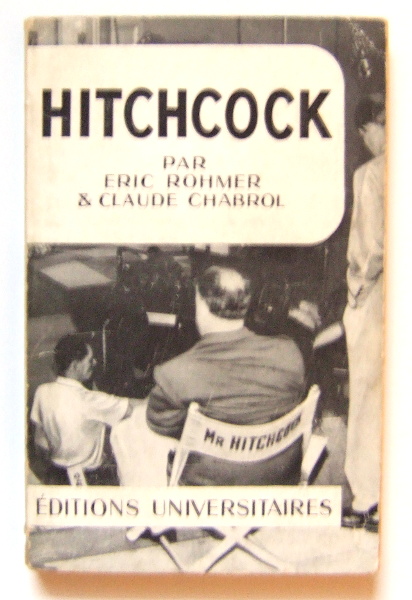 HITCHCOCK
PAR
ERIC ROHMER
& CLAUDE CHABROL
MR HITCHCOCK
ÉDITIONS UNIVERSITAIRES